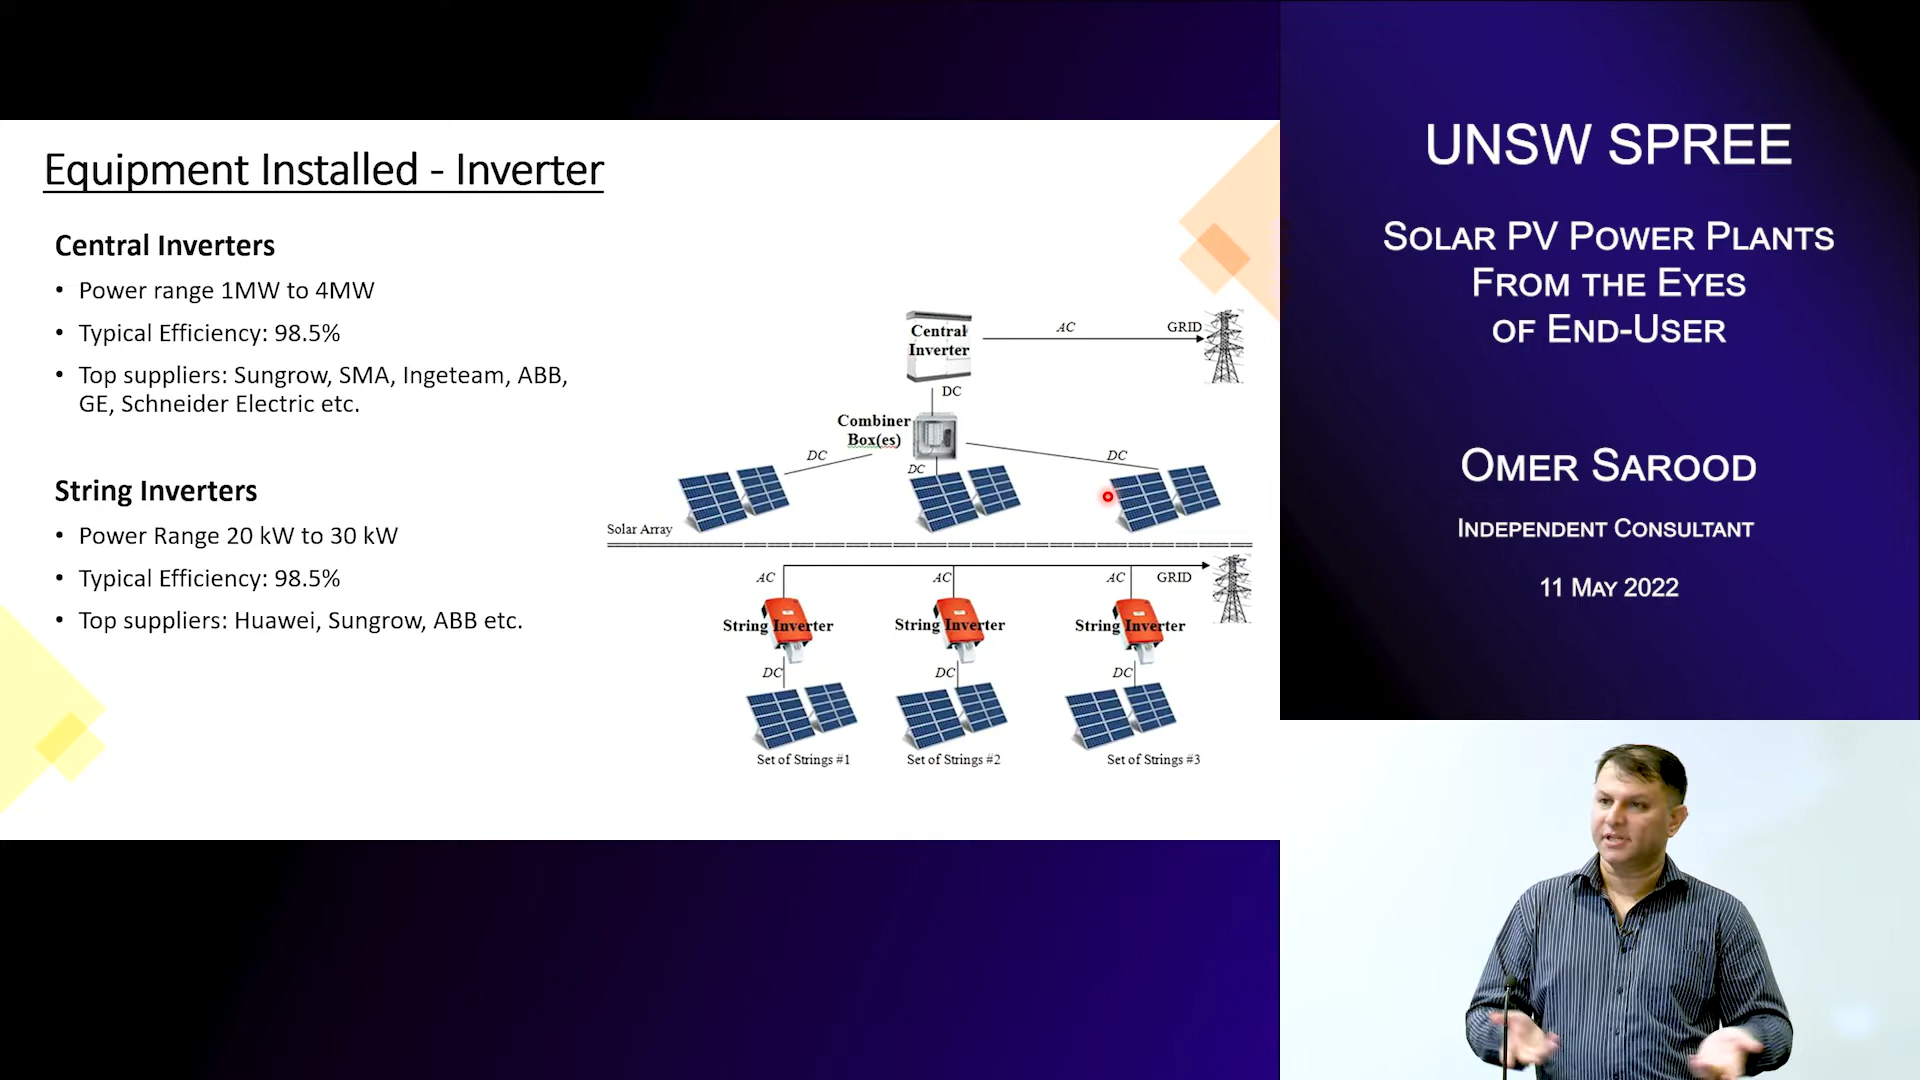 Equipment Installed - Inverter
Central Inverters
• Power range 1MW to 4MW
• Typical Efficiency: 98.5%
• Top suppliers: Sungrow, SMA, Ingeteam, ABB,
GE, Schneider Electric etc.
String Inverters
• Power Range 20 kW to 30 kW
• Typical Efficiency: 98.5%
• Top suppliers: Huawei, Sungrow, ABB etc.
Central
Inverter
AC
GRID
DC
Combiner
Box(es)
DC
DC
DC
Solar Array
AC
AC
AC
GRID
String Inverter
String Inverter
String Inverter
DC
DC
DC
Set of Strings #1
Set of Strings #2
Set of Strings #3
UNSW SPREE
SOLAR PV POWER PLANTS
FROM THE EYES
OF END-USER
OMER SAROOD
INDEPENDENT CONSULTANT
11 MAY 2022